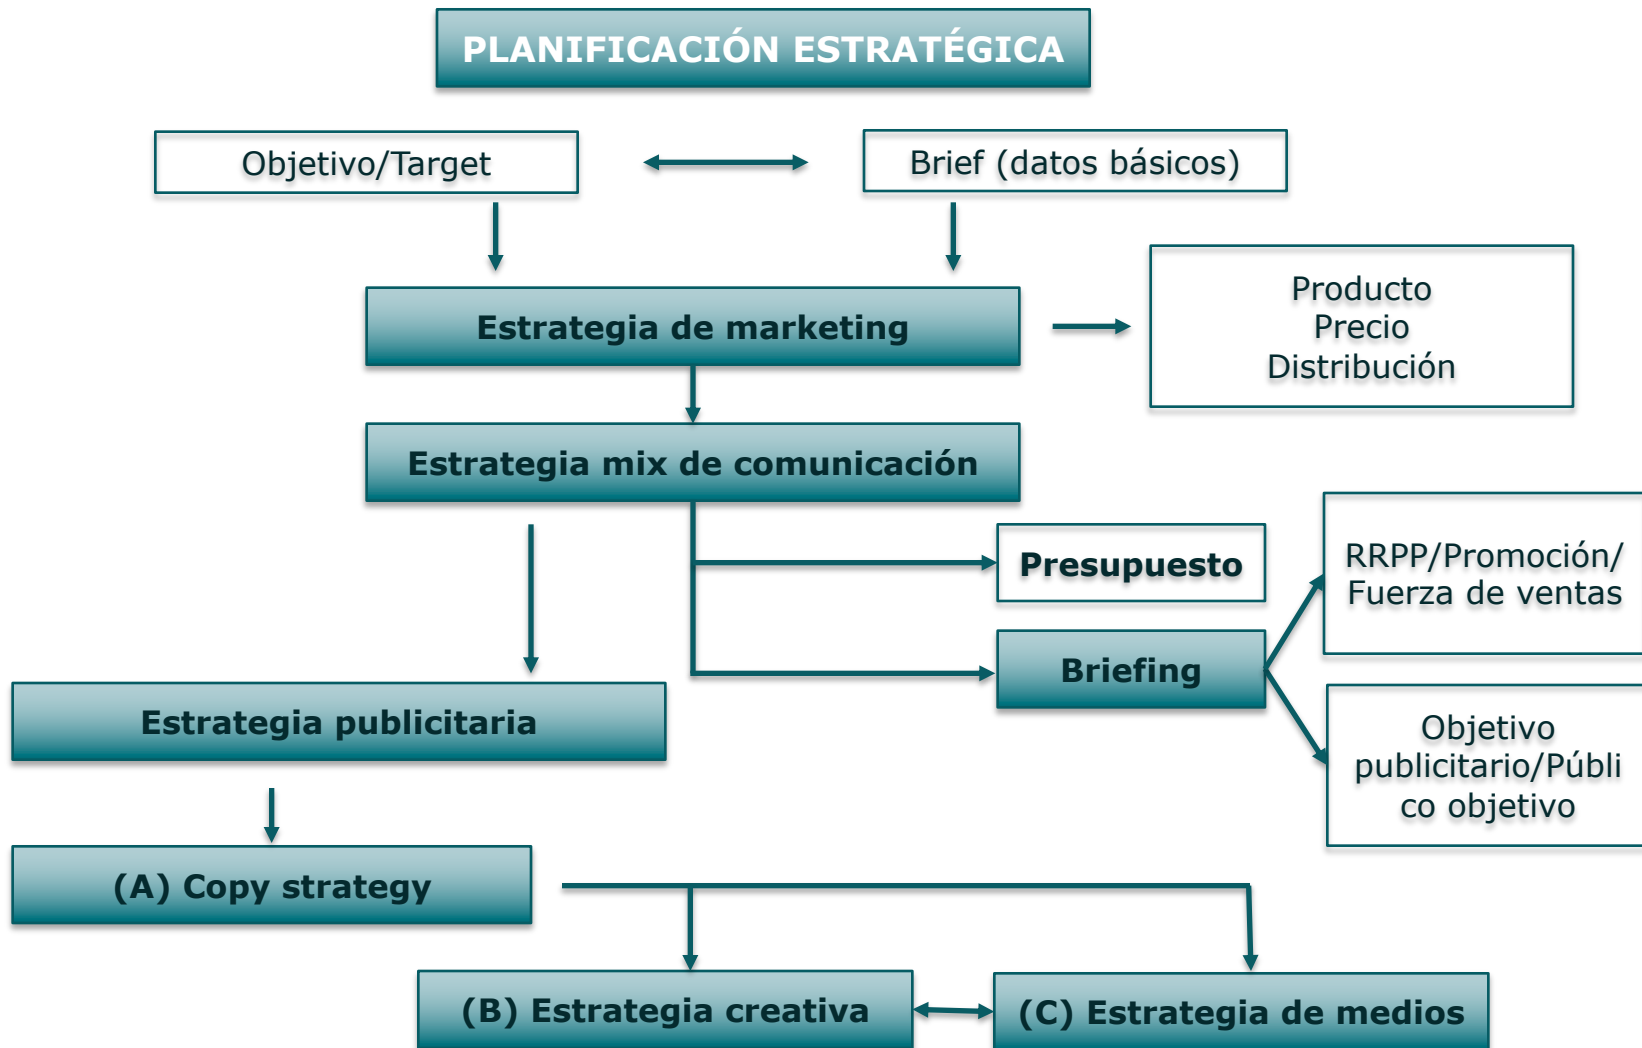 PLANIFICACIÓN ESTRATÉGICA
Objetivo/Target
Brief (datos básicos)
Estrategia de marketing
Producto
Precio
Distribución
Estrategia mix de comunicación
Presupuesto
RRPP/Promoción/
Fuerza de ventas
Briefing
Objetivo
publicitario/Públi
co objetivo
Estrategia publicitaria
(A) Copy strategy
(B) Estrategia creativa
(C) Estrategia de medios